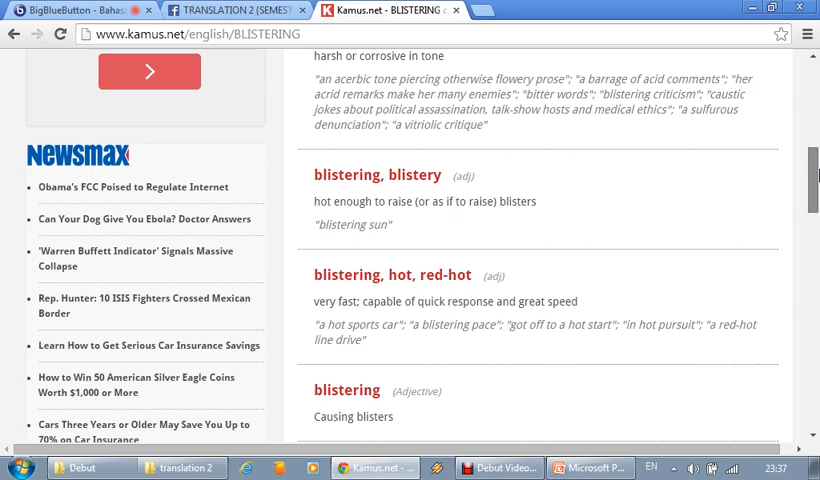 BigBlueButton - Bahas
TRANSLATION 2 (SEMEST
Kamus.net - BLISTERING
www.kamus.net/english/BLISTERING
harsh or corrosive in tone
"an acerbic tone piercing otherwise flowery prose"; "a barrage of acid comments"; "her
acrid remarks make her many enemies"; "bitter words"; "blistering criticism"; "caustic
jokes about political assassination, talk-show hosts and medical ethics"; "a sulfurous
denunciation"; "a vitriolic critique"
blistering, blistery (adj)
hot enough to raise (or as if to raise) blisters
"blistering sun"
blistering, hot, red-hot (adj)
very fast; capable of quick response and great speed
"a hot sports car"; "a blistering pace"; "got off to a hot start"; "in hot pursuit"; "a red-hot
line drive"
blistering (Adjective)
Causing blisters
Newsmax
Obama's FCC Poised to Regulate Internet
Can Your Dog Give You Ebola? Doctor Answers
'Warren Buffett Indicator' Signals Massive
Collapse
Rep. Hunter: 10 ISIS Fighters Crossed Mexican
Border
Learn How to Get Serious Car Insurance Savings
How to Win 50 American Silver Eagle Coins
Worth $1,000 or More
Cars Three Years or Older May Save You Up to
70% on Car Insurance
Debut
translation 2
Kamus.net - ...
Debut Video...
Microsoft P...
EN
23:37